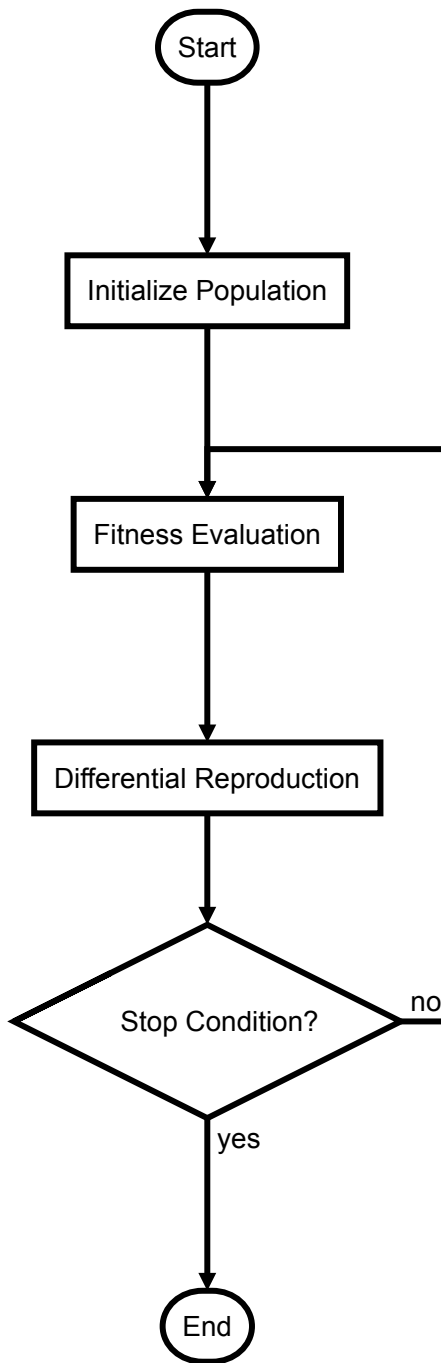 Start
Initialize Population
Fitness Evaluation
Differential Reproduction
Stop Condition?
no
yes
End